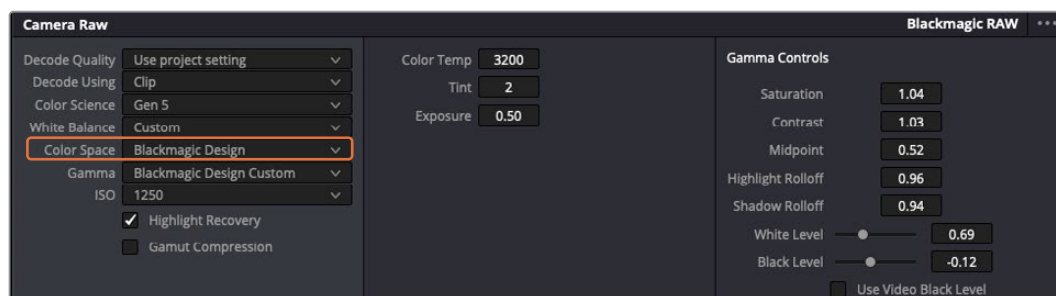 Camera Raw
Blackmagic RAW
Decode Quality Use project setting
Decode Using Clip
Color Science Gen 5
White Balance Custom
Color Space Blackmagic Design
Gamma Blackmagic Design Custom
ISO 1250
Highlight Recovery
Gamut Compression
Color Temp 3200
Tint 2
Exposure 0.50
Gamma Controls
Saturation 1.04
Contrast 1.03
Midpoint 0.52
Highlight Rolloff 0.96
Shadow Rolloff 0.94
White Level 0.69
Black Level -0.12
Use Video Black Level